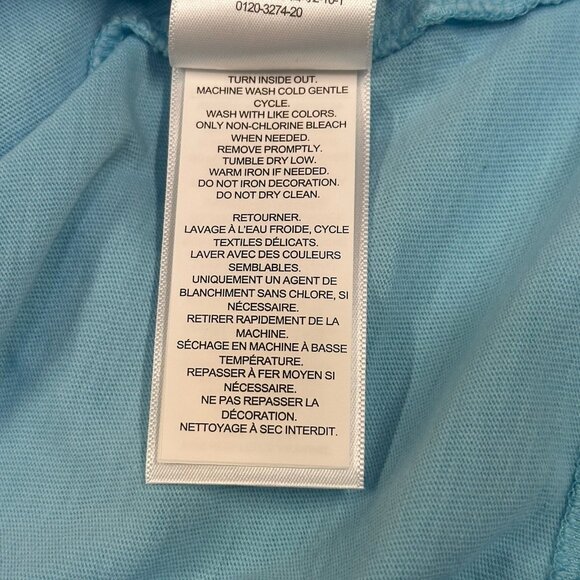 0120-3274-20
TURN INSIDE OUT.
MACHINE WASH COLD GENTLE
CYCLE.
WASH WITH LIKE COLORS.
ONLY NON-CHLORINE BLEACH
WHEN NEEDED.
REMOVE PROMPTLY.
TUMBLE DRY LOW.
WARM IRON IF NEEDED.
DO NOT IRON DECORATION.
DO NOT DRY CLEAN.
RETOURNER.
LAVAGE À L'EAU FROIDE, CYCLE
TEXTILES DÉLICATS.
LAVER AVEC DES COULEURS
SEMBLABLES.
UNIQUEMENT UN AGENT DE
BLANCHIMENT SANS CHLORE, SI
NÉCESSAIRE.
RETIRER RAPIDEMENT DE LA
MACHINE.
SÉCHAGE EN MACHINE À BASSE
TEMPÉRATURE.
REPASSER À FER MOYEN SI
NÉCESSAIRE.
NE PAS REPASSER LA
DÉCORATION.
NETTOYAGE À SEC INTERDIT.